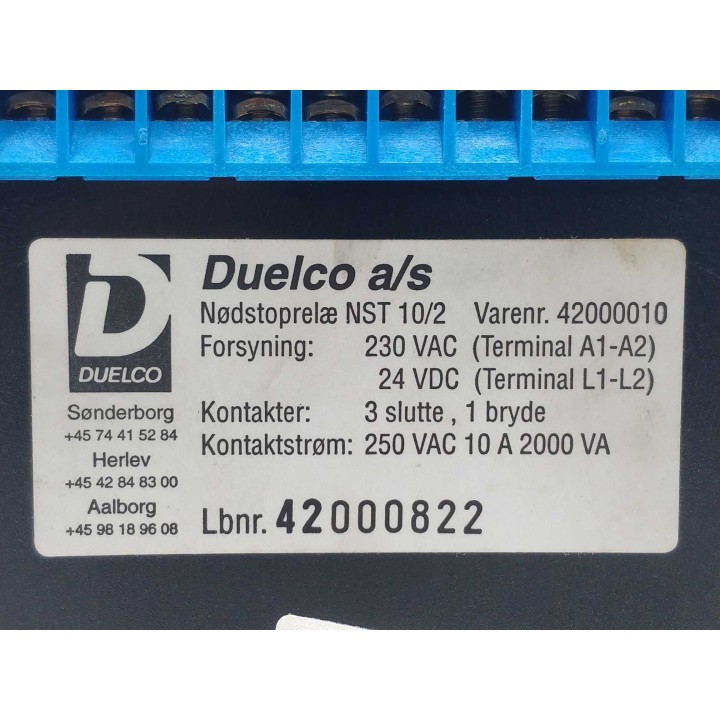 DUELCO
Sønderborg
+45 74 41 52 84
Herlev
+45 42 84 83 00
Aalborg
+45 98 18 96 08
Duelco a/s
Nødstoprelæ NST 10/2 Varenr. 42000010
Forsyning: 230 VAC (Terminal A1-A2)
24 VDC (Terminal L1-L2)
Kontakter: 3 slutte , 1 bryde
Kontaktstrøm: 250 VAC 10 A 2000 VA
Lbnr. 42000822